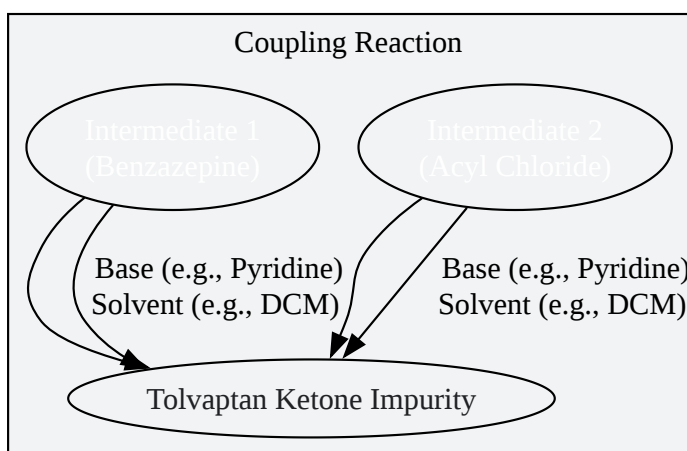 Coupling Reaction
Intermediate 1
(Benzazepine)
Intermediate 2
(Acyl Chloride)
Base (e.g., Pyridine)
Solvent (e.g., DCM)
Base (e.g., Pyridine)
Solvent (e.g., DCM)
Tolvaptan Ketone Impurity